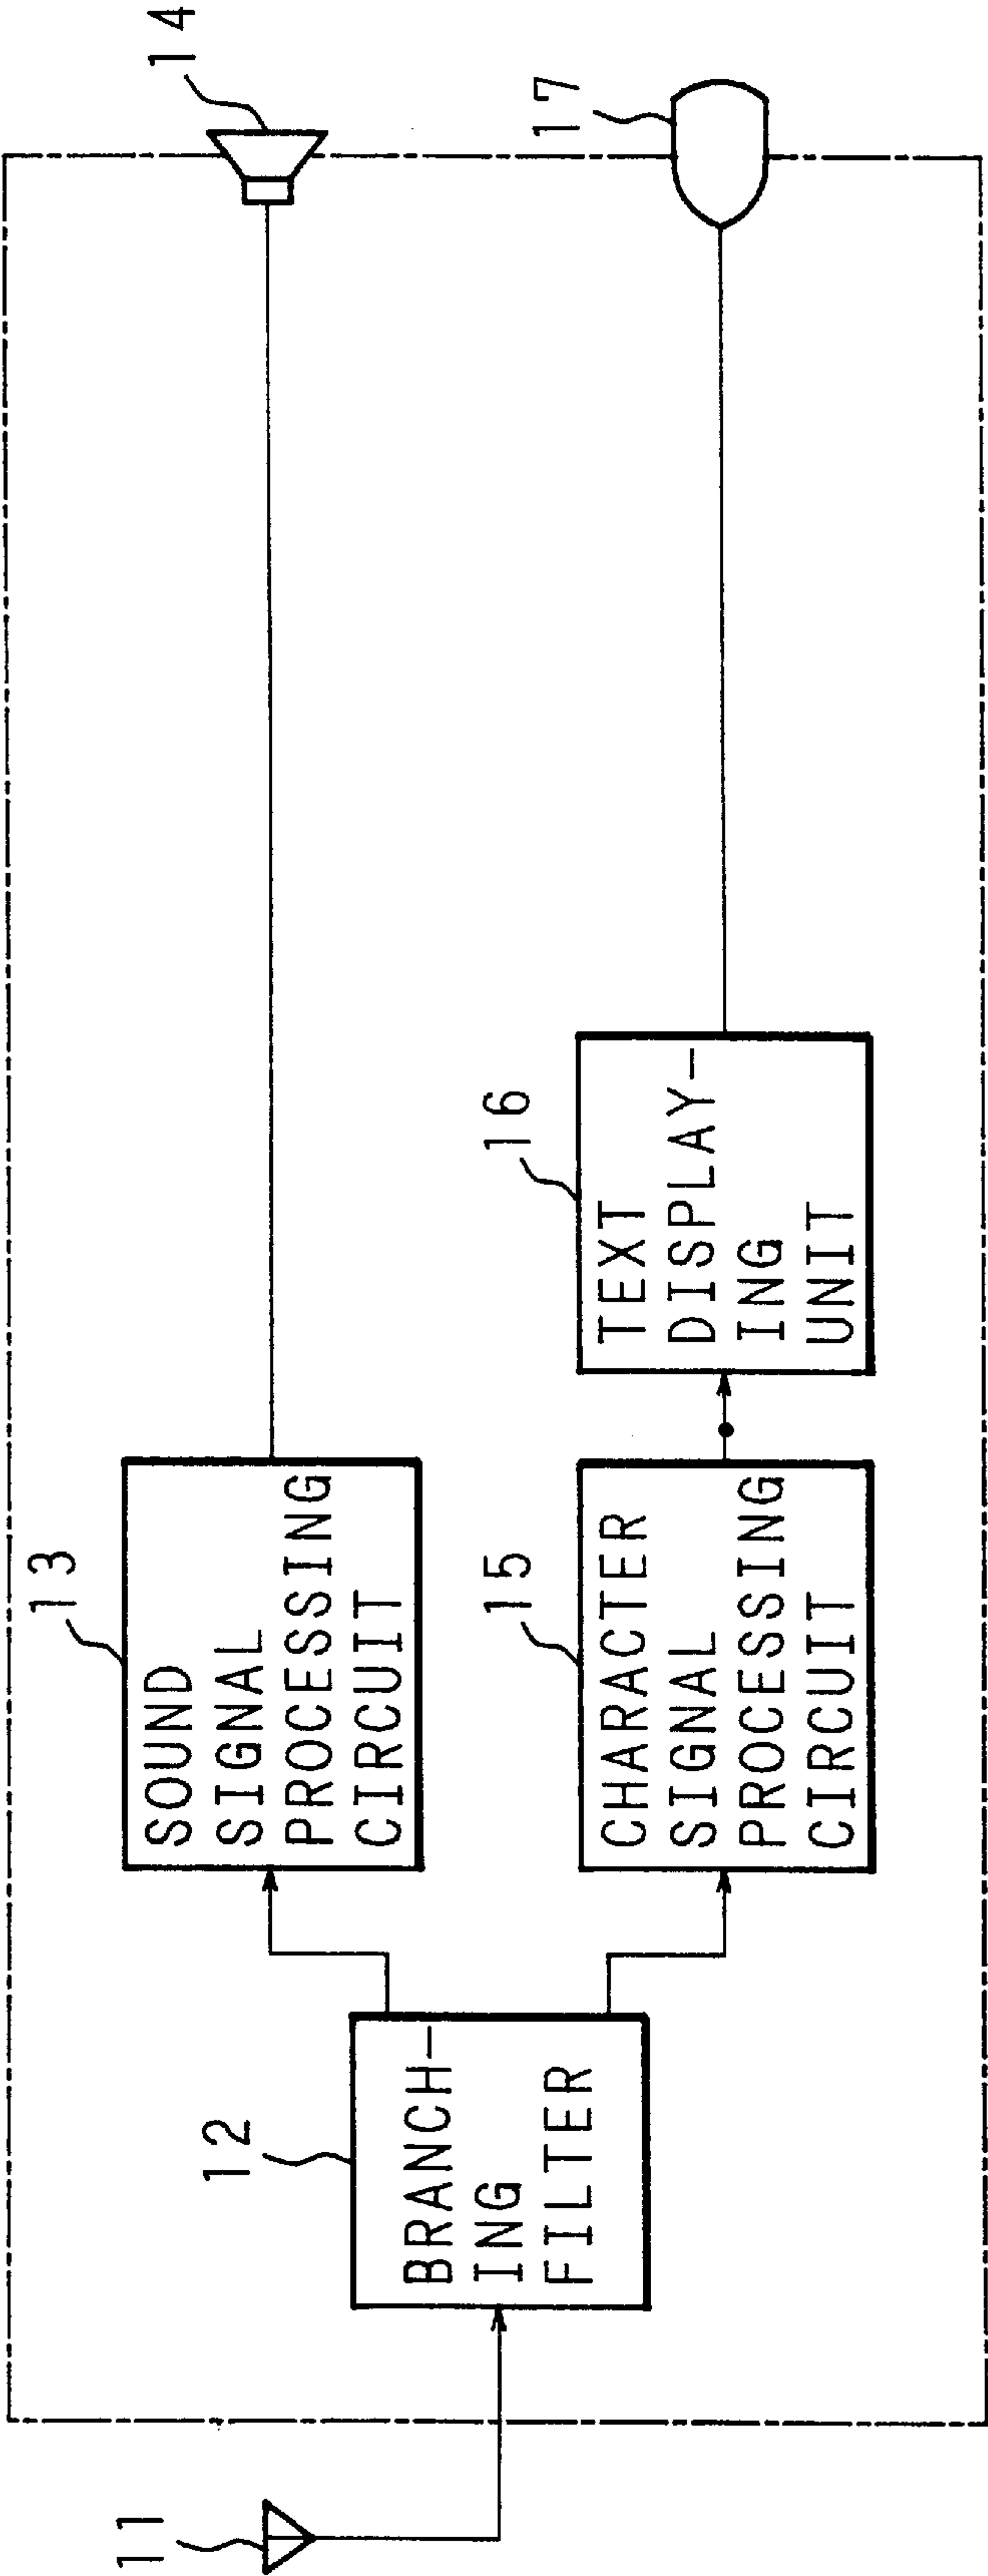 11
12
BRANCH-
ING
FILTER
13
SOUND
SIGNAL
PROCESSING
CIRCUIT
14
15
CHARACTER
SIGNAL
PROCESSING
CIRCUIT
16
TEXT
DISPLAY-
ING
UNIT
17